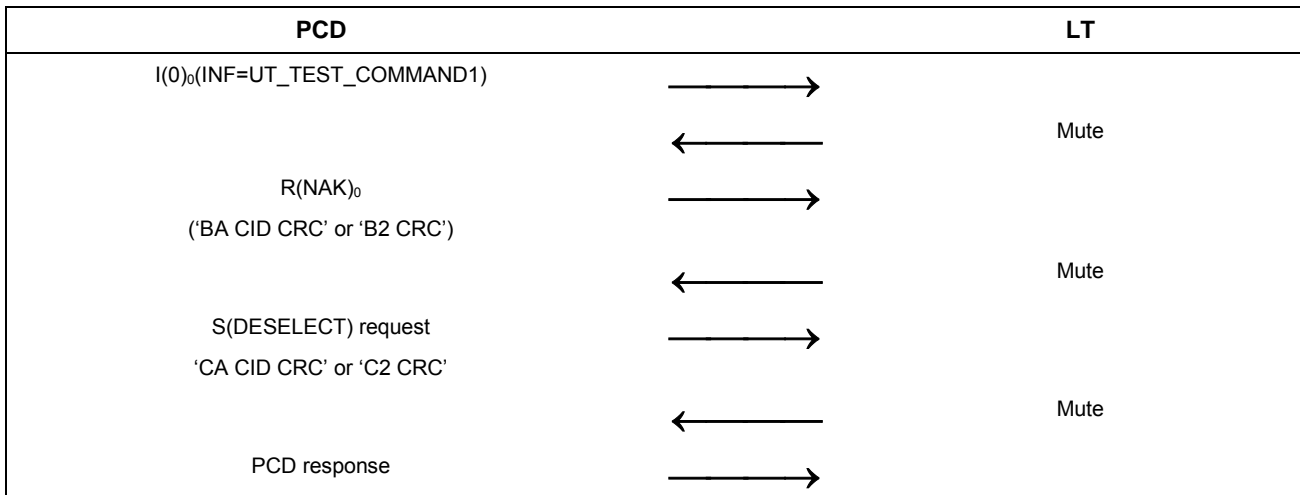 PCD LT
I(0)₀(INF=UT_TEST_COMMAND1)
Mute
R(NAK)₀
(‘BA CID CRC’ or ‘B2 CRC’)
Mute
S(DESELECT) request
‘CA CID CRC’ or ‘C2 CRC’
Mute
PCD response